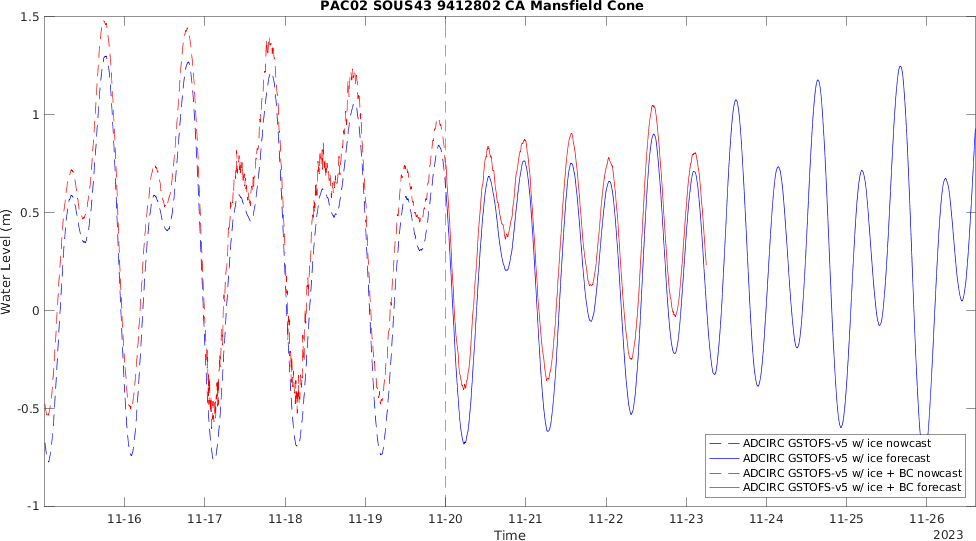 PAC02 SOUS43 9412802 CA Mansfield Cone
Water Level (m)
1.5
1
0.5
0
-0.5
-1
11-16
11-17
11-18
11-19
11-20
11-21
11-22
11-23
11-24
11-25
11-26
2023
Time
ADCIRC GSTOFS-v5 w/ ice nowcast
ADCIRC GSTOFS-v5 w/ ice forecast
ADCIRC GSTOFS-v5 w/ ice + BC nowcast
ADCIRC GSTOFS-v5 w/ ice + BC forecast